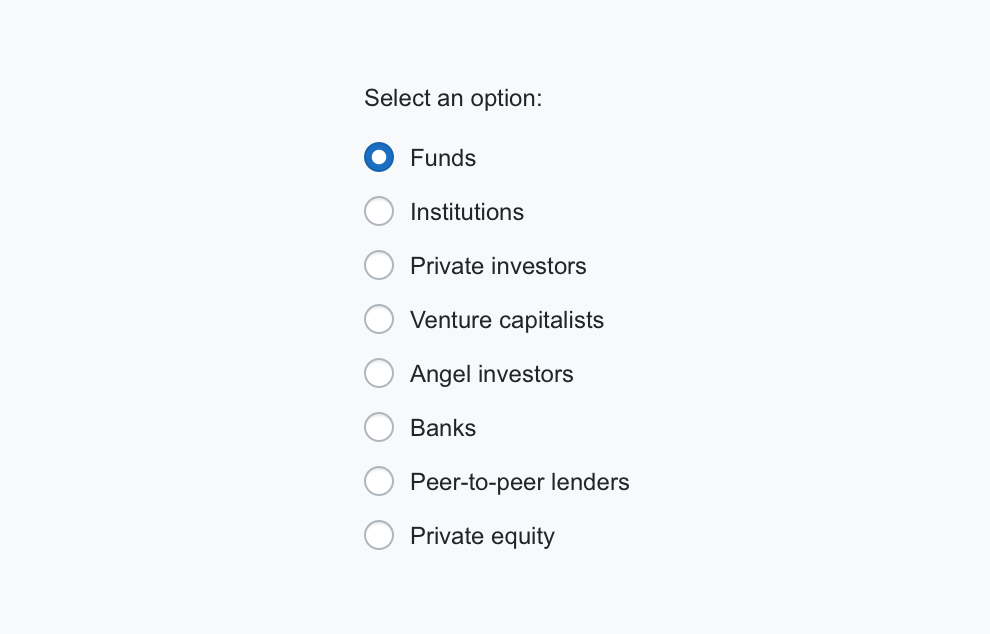 Select an option:
Funds
Institutions
Private investors
Venture capitalists
Angel investors
Banks
Peer-to-peer lenders
Private equity